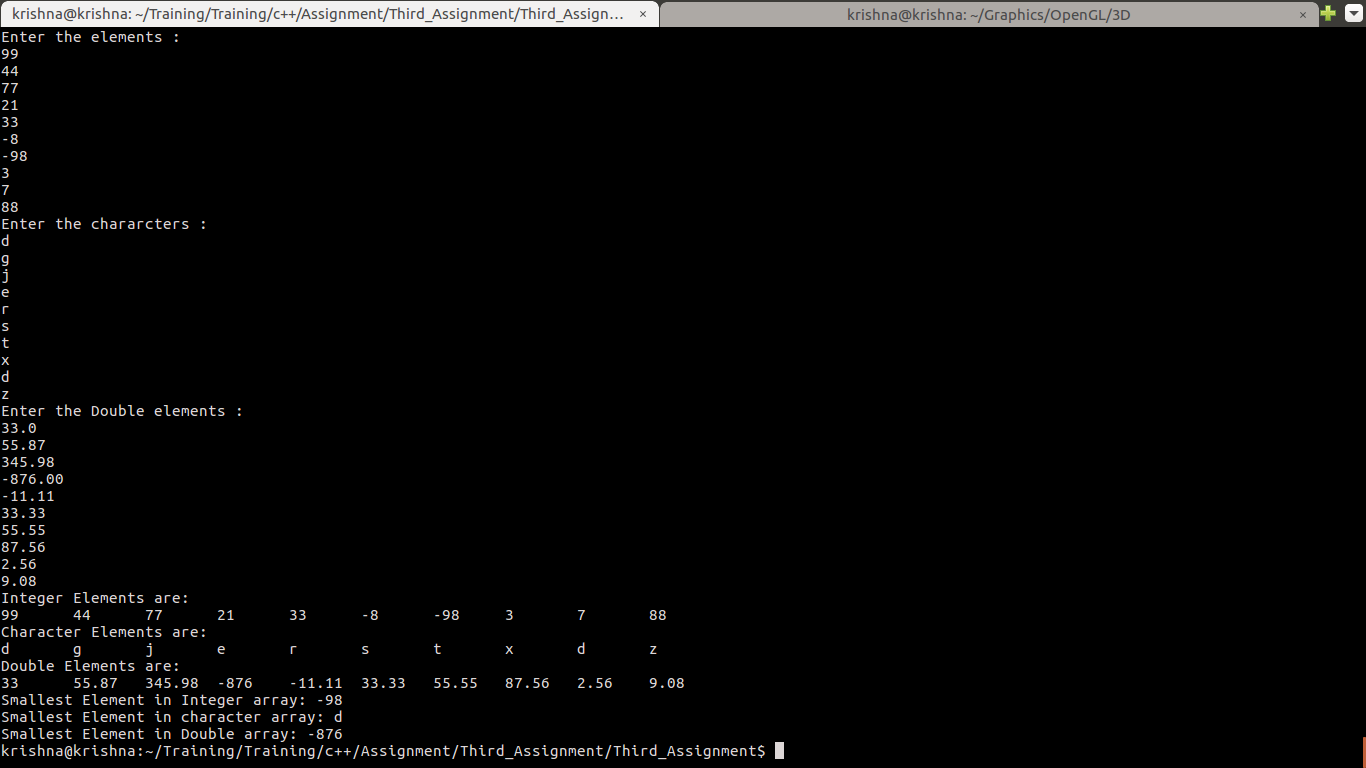 krishna@krishna: ~/Training/Training/c++/Assignment/Third_Assignment/Third_Assign... × krishna@krishna: ~/Graphics/OpenGL/3D ×
Enter the elements :
99
44
77
21
33
-8
-98
3
7
88
Enter the chararcters :
d
g
j
e
r
s
t
x
d
z
Enter the Double elements :
33.0
55.87
345.98
-876.00
-11.11
33.33
55.55
87.56
2.56
9.08
Integer Elements are:
99 44 77 21 33 -8 -98 3 7 88
Character Elements are:
d g j e r s t x d z
Double Elements are:
33 55.87 345.98 -876 -11.11 33.33 55.55 87.56 2.56 9.08
Smallest Element in Integer array: -98
Smallest Element in character array: d
Smallest Element in Double array: -876
krishna@krishna:~/Training/Training/c++/Assignment/Third_Assignment/Third_Assignment$